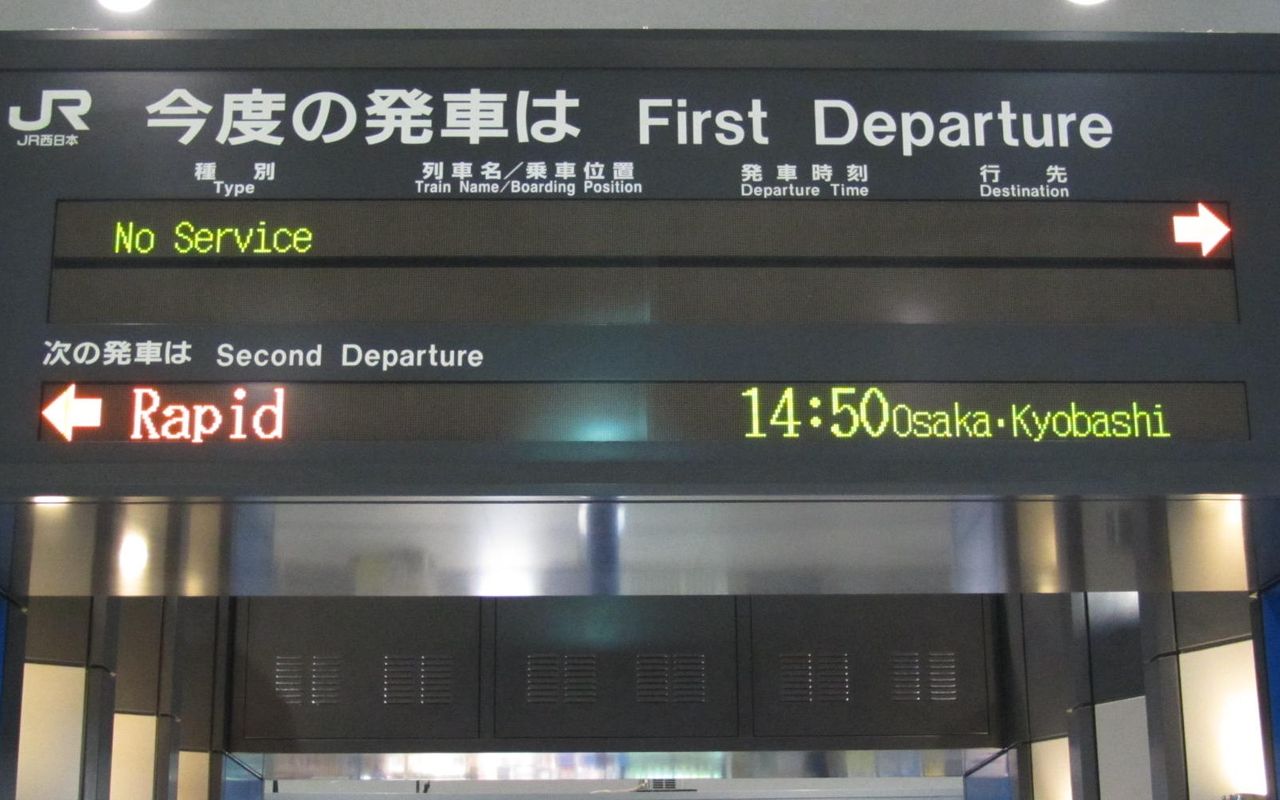 JR 今度の発車は First Departure
JR西日本
種別 列車名／乗車位置 発車時刻 行先
Type Train Name/Boarding Position Departure Time Destination
No Service
次の発車は Second Departure
Rapid 14:50 Osaka・Kyobashi